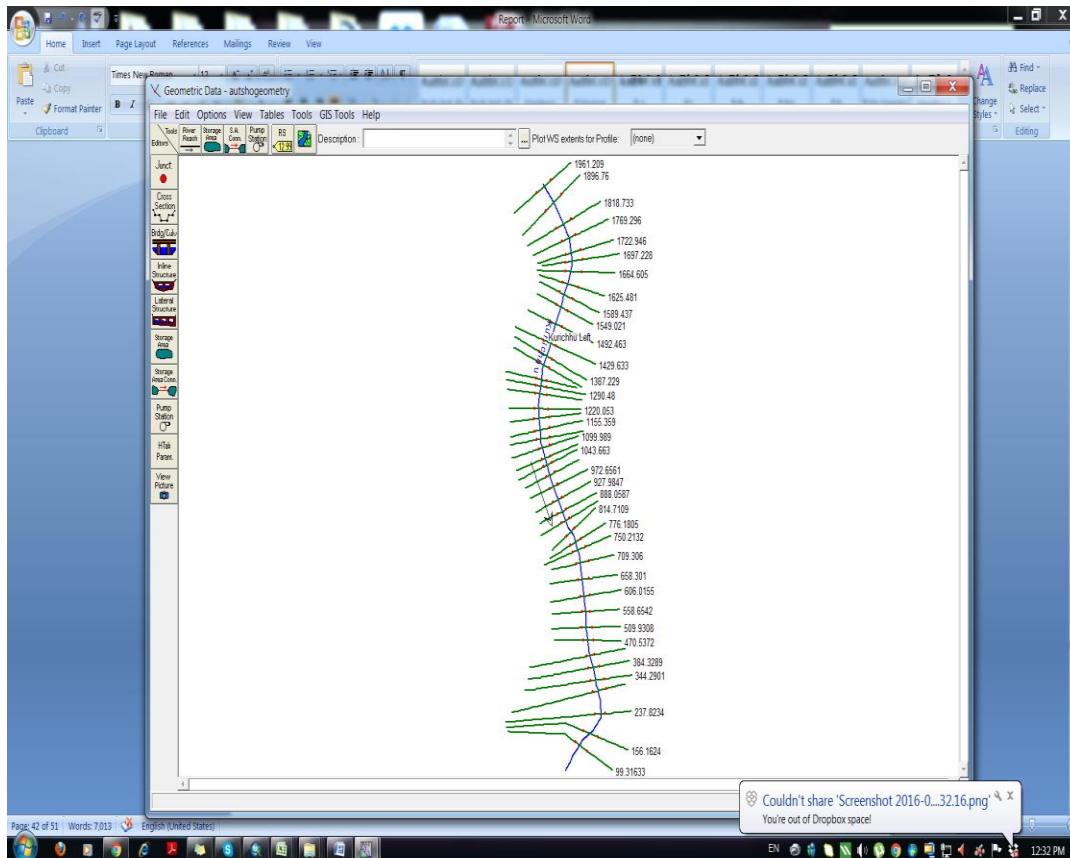 Report - Microsoft Word
Home Insert Page Layout References Mailings Review View
Cut
Copy
Paste
Format Painter
Clipboard
Times New Roman 12
B I
Change Styles
Find
Replace
Select
Editing
Geometric Data - autshogeometry
File Edit Options View Tables Tools GIS Tools Help
Tools
Editors
River Reach
Storage Area
S.A. Conn.
Pump Station
RS
Description :
...
Plot WS extents for Profile:
(none)
Junct.
Cross Section
Brdg/Culv
Inline Structure
Lateral Structure
Storage Area
Storage Area Conn.
Pump Station
HTab Param.
View Picture
1961.209
1896.76
1818.733
1769.296
1722.946
1697.228
1664.605
1625.481
1589.437
1549.021
Kurichhu Left
1492.463
1429.633
1387.229
1290.48
1220.053
1155.359
1099.989
1043.663
972.6561
927.9847
888.0587
814.7109
776.1805
750.2132
709.306
658.301
606.0155
558.6542
509.9308
470.5372
384.3289
344.2901
237.8234
156.1624
99.31633
Couldn't share 'Screenshot 2016-0....32.16.png'
You're out of Dropbox space!
Page: 42 of 51 Words: 7,013 English (United States)
EN
12:32 PM